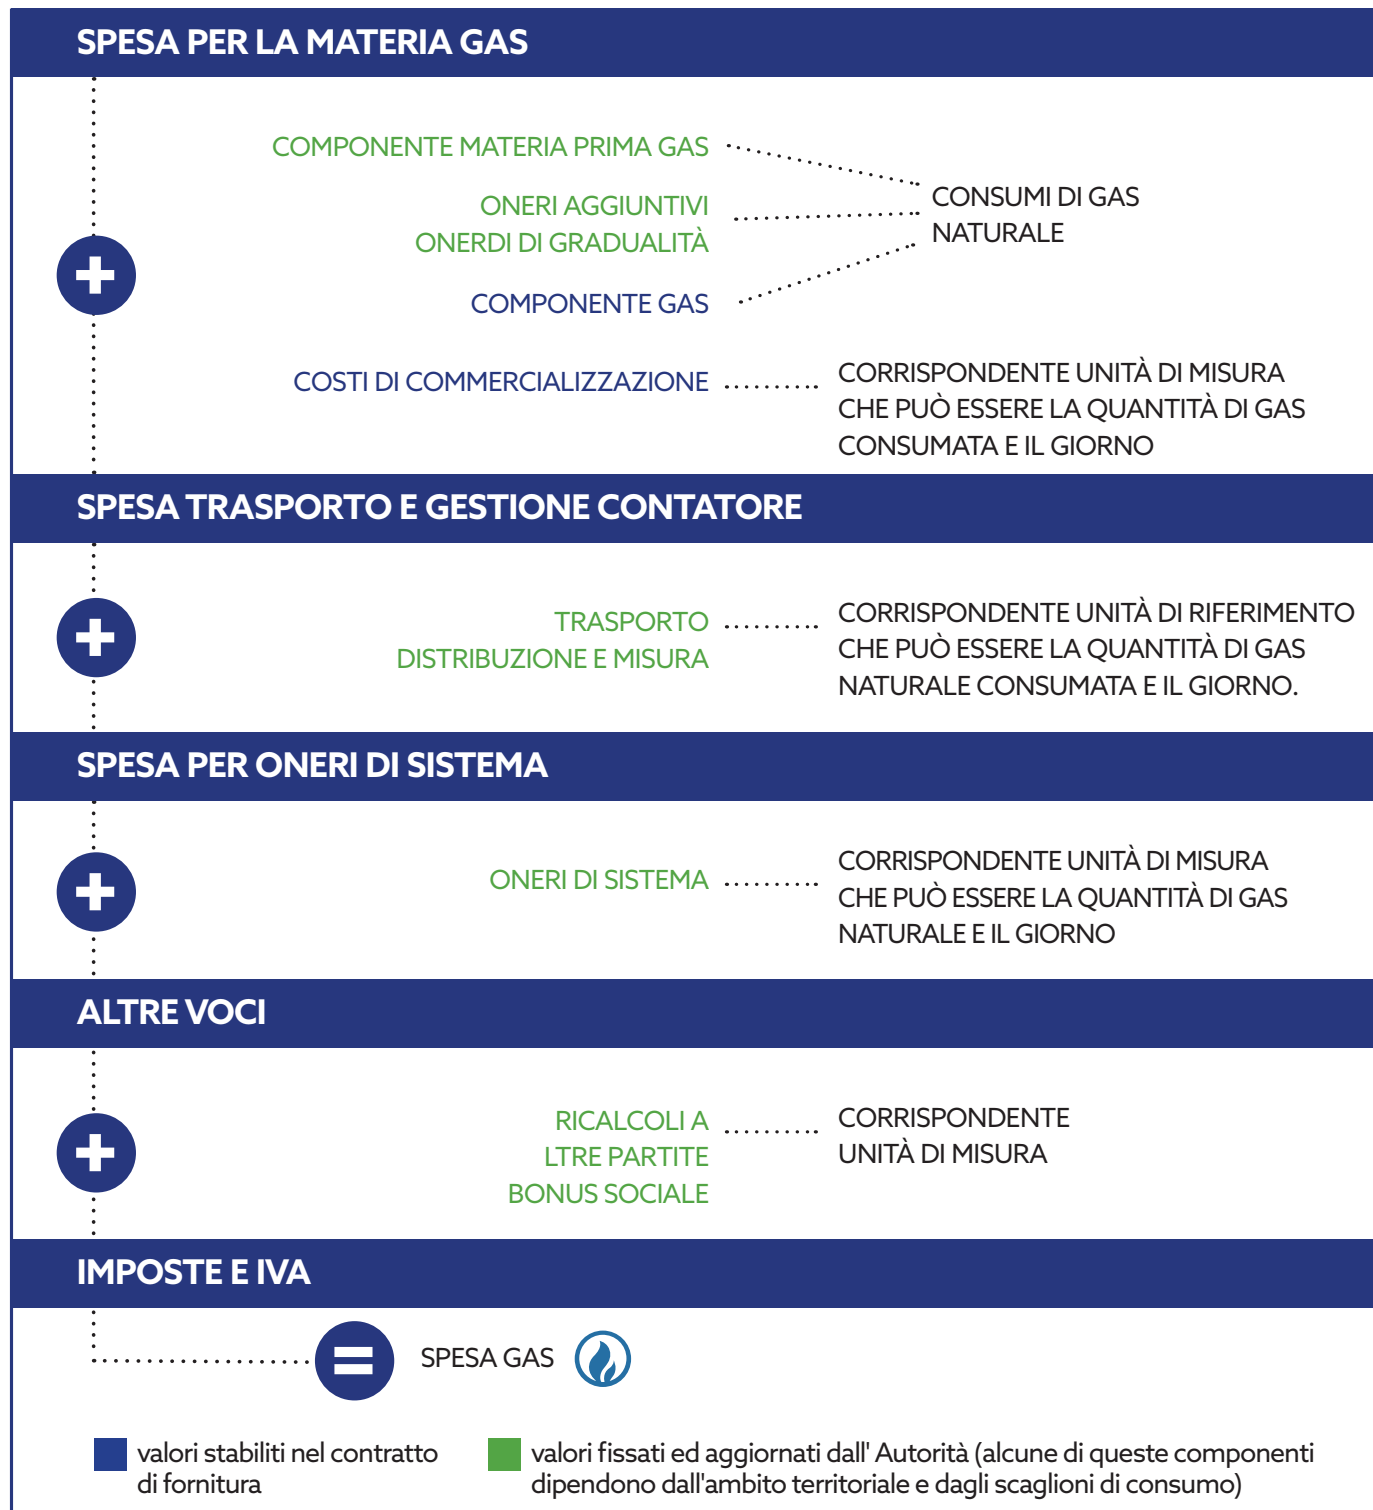 SPESA PER LA MATERIA GAS
COMPONENTE MATERIA PRIMA GAS
ONERI AGGIUNTIVI
ONERDI DI GRADUALITÀ
COMPONENTE GAS
CONSUMI DI GAS
NATURALE
COSTI DI COMMERCIALIZZAZIONE
CORRISPONDENTE UNITÀ DI MISURA
CHE PUÒ ESSERE LA QUANTITÀ DI GAS
CONSUMATA E IL GIORNO
SPESA TRASPORTO E GESTIONE CONTATORE
TRASPORTO
DISTRIBUZIONE E MISURA
CORRISPONDENTE UNITÀ DI RIFERIMENTO
CHE PUÒ ESSERE LA QUANTITÀ DI GAS
NATURALE CONSUMATA E IL GIORNO.
SPESA PER ONERI DI SISTEMA
ONERI DI SISTEMA
CORRISPONDENTE UNITÀ DI MISURA
CHE PUÒ ESSERE LA QUANTITÀ DI GAS
NATURALE E IL GIORNO
ALTRE VOCI
RICALCOLI A
LTRE PARTITE
BONUS SOCIALE
CORRISPONDENTE
UNITÀ DI MISURA
IMPOSTE E IVA
SPESA GAS
valori stabiliti nel contratto
di fornitura
valori fissati ed aggiornati dall' Autorità (alcune di queste componenti
dipendono dall'ambito territoriale e dagli scaglioni di consumo)